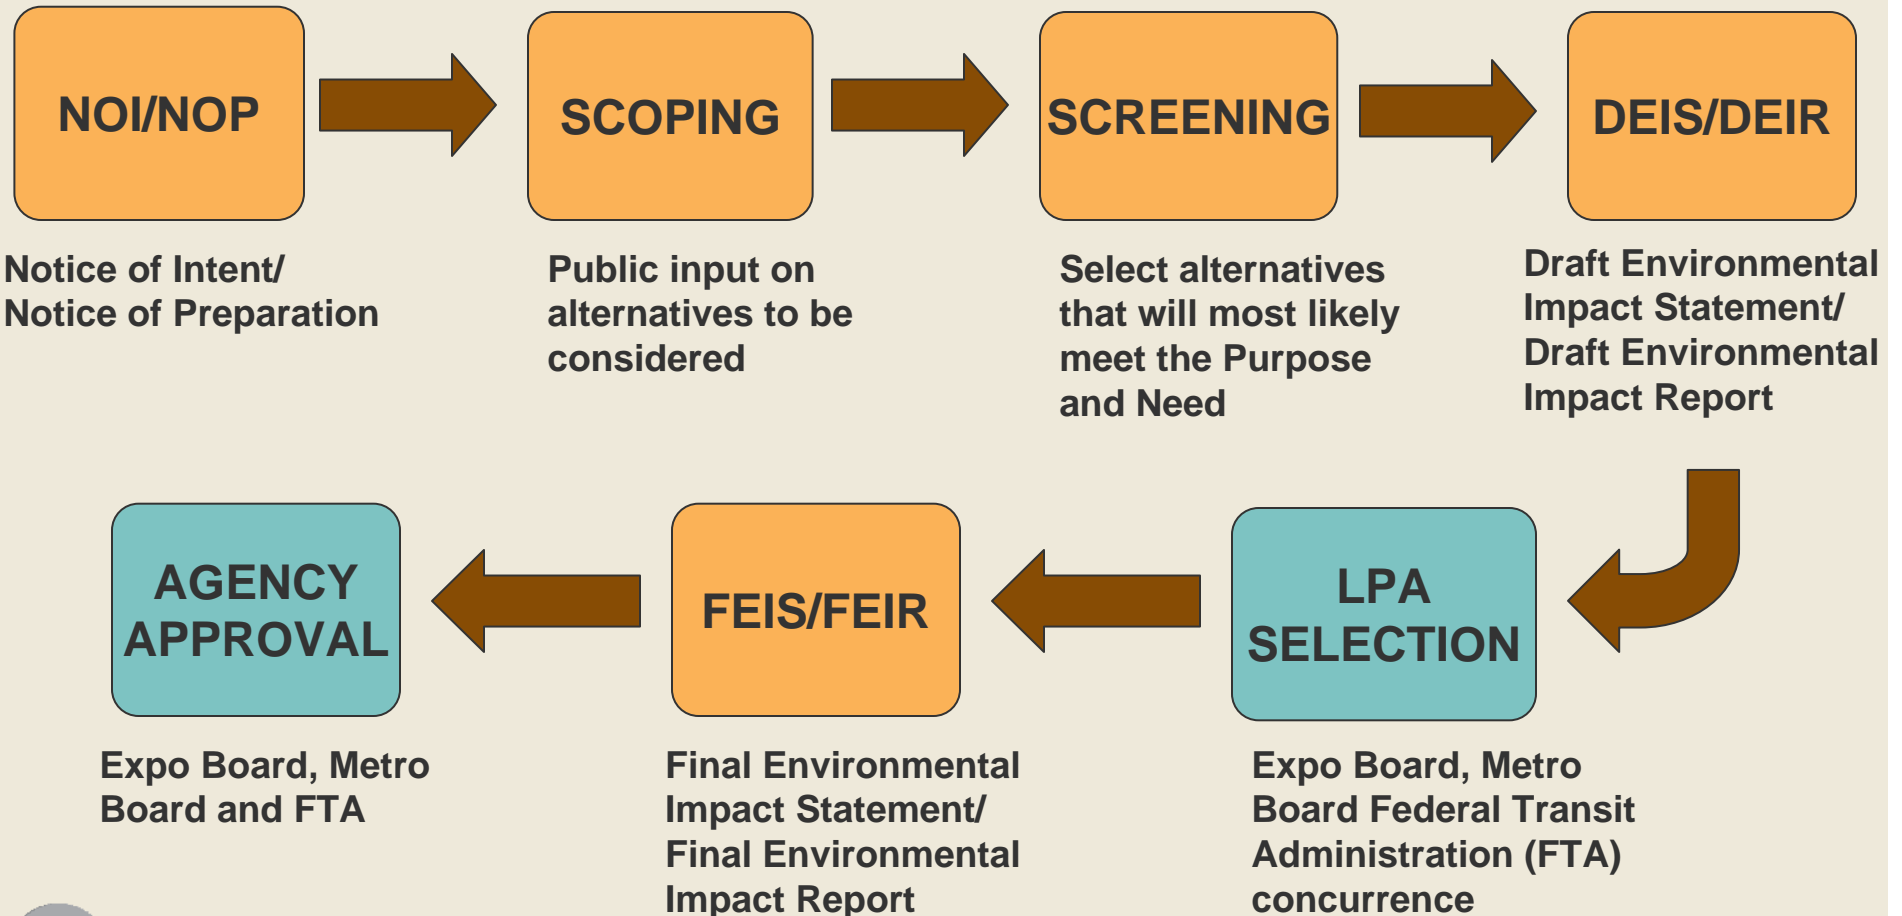 NOI/NOP
Notice of Intent/
Notice of Preparation
SCOPING
Public input on
alternatives to be
considered
SCREENING
Select alternatives
that will most likely
meet the Purpose
and Need
DEIS/DEIR
Draft Environmental
Impact Statement/
Draft Environmental
Impact Report
LPA
SELECTION
Expo Board, Metro
Board Federal Transit
Administration (FTA)
concurrence
FEIS/FEIR
Final Environmental
Impact Statement/
Final Environmental
Impact Report
AGENCY
APPROVAL
Expo Board, Metro
Board and FTA